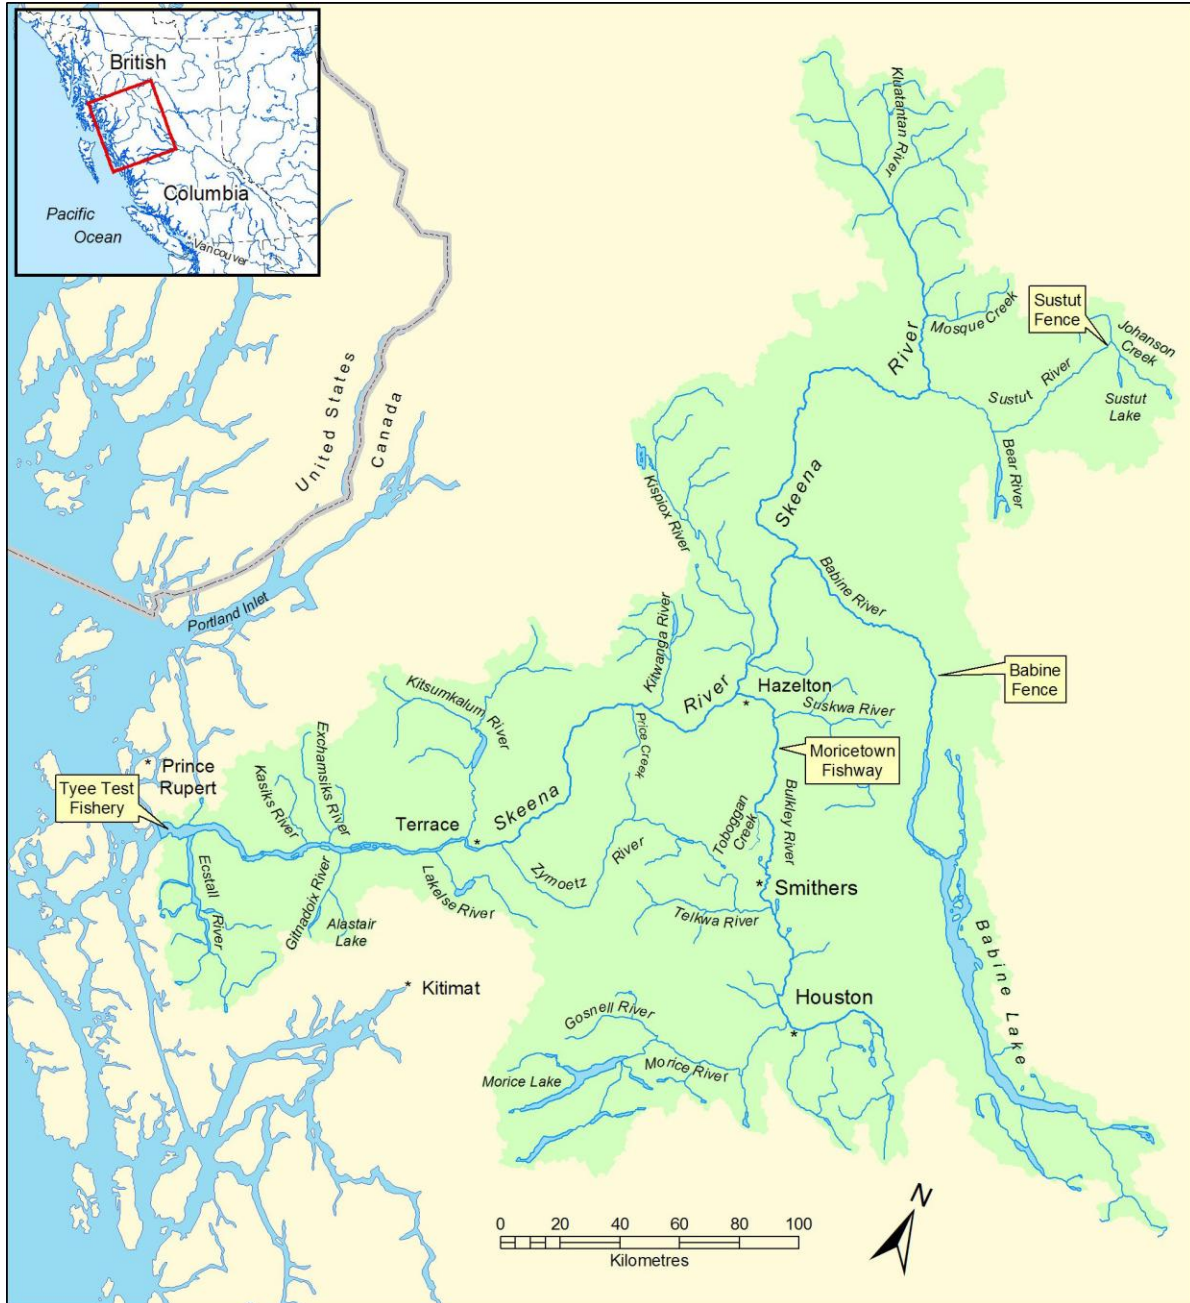 British
Columbia
Pacific
Ocean
Vancouver
United States
Canada
Portland Inlet
Kluatantan River
Mosque Creek
Sustut
Fence
Johanson
Creek
Sustut River
Sustut
Lake
Bear River
River
Skeena
Kispiox River
Babine River
Babine
Fence
Kitwanga River
River
Hazelton
*
Suskwa River
Kitsumkalum River
Price Creek
Moricetown
Fishway
Exchamsiks River
Kasiks River
* Prince
Rupert
Tyee Test
Fishery
Terrace
*
Skeena
Zymoetz River
Toboggan
Creek
Bulkley River
* Smithers
Telkwa River
Ecstall River
Gitnadoix River
Alastair
Lake
Lakelse River
* Kitimat
Houston
*
Gosnell River
Morice River
Morice Lake
Babine Lake
N
0 20 40 60 80 100
Kilometres